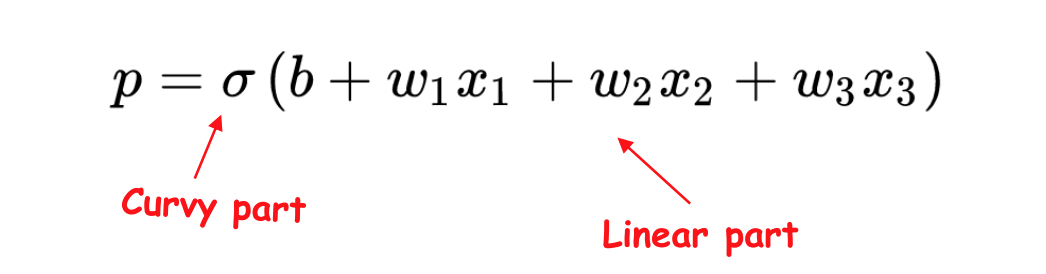 p = σ(b + w₁x₁ + w₂x₂ + w₃x₃)
Curvy part
Linear part